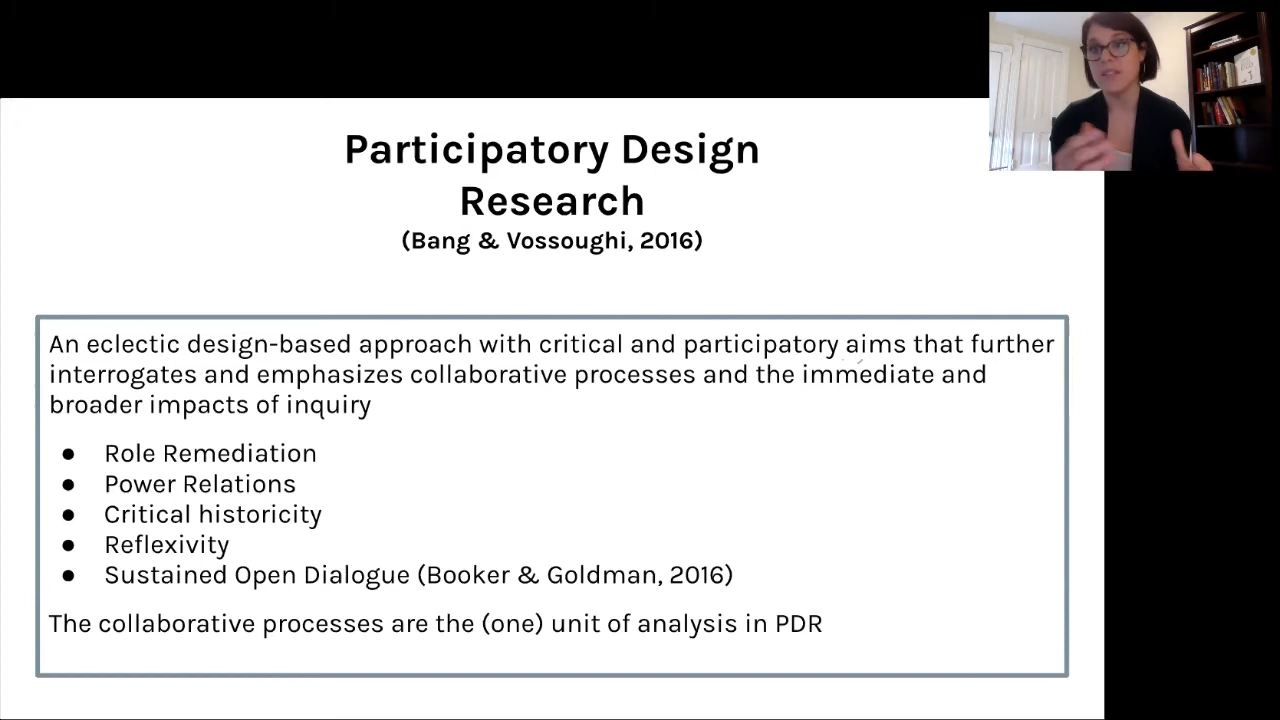 Participatory Design
Research
(Bang & Vossoughi, 2016)
An eclectic design-based approach with critical and participatory aims that further
interrogates and emphasizes collaborative processes and the immediate and
broader impacts of inquiry
● Role Remediation
● Power Relations
● Critical historicity
● Reflexivity
● Sustained Open Dialogue (Booker & Goldman, 2016)
The collaborative processes are the (one) unit of analysis in PDR